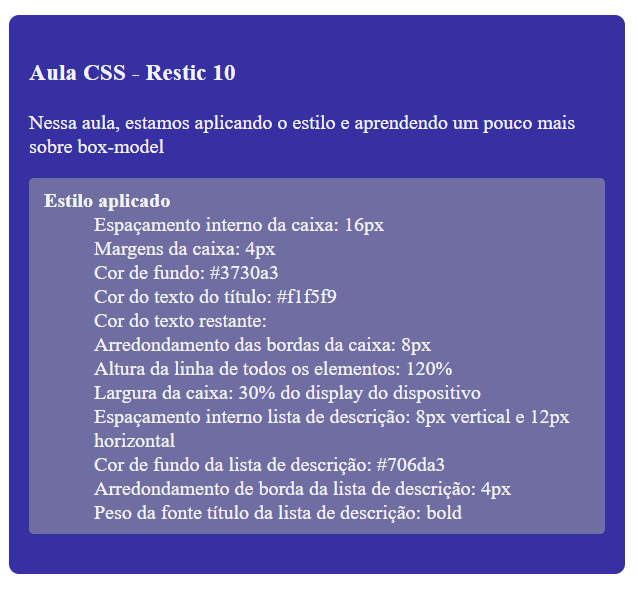 Aula CSS - Restic 10
Nessa aula, estamos aplicando o estilo e aprendendo um pouco mais
sobre box-model
Estilo aplicado
Espaçamento interno da caixa: 16px
Margens da caixa: 4px
Cor de fundo: #3730a3
Cor do texto do título: #f1f5f9
Cor do texto restante:
Arredondamento das bordas da caixa: 8px
Altura da linha de todos os elementos: 120%
Largura da caixa: 30% do display do dispositivo
Espaçamento interno lista de descrição: 8px vertical e 12px
horizontal
Cor de fundo da lista de descrição: #706da3
Arredondamento de borda da lista de descrição: 4px
Peso da fonte título da lista de descrição: bold